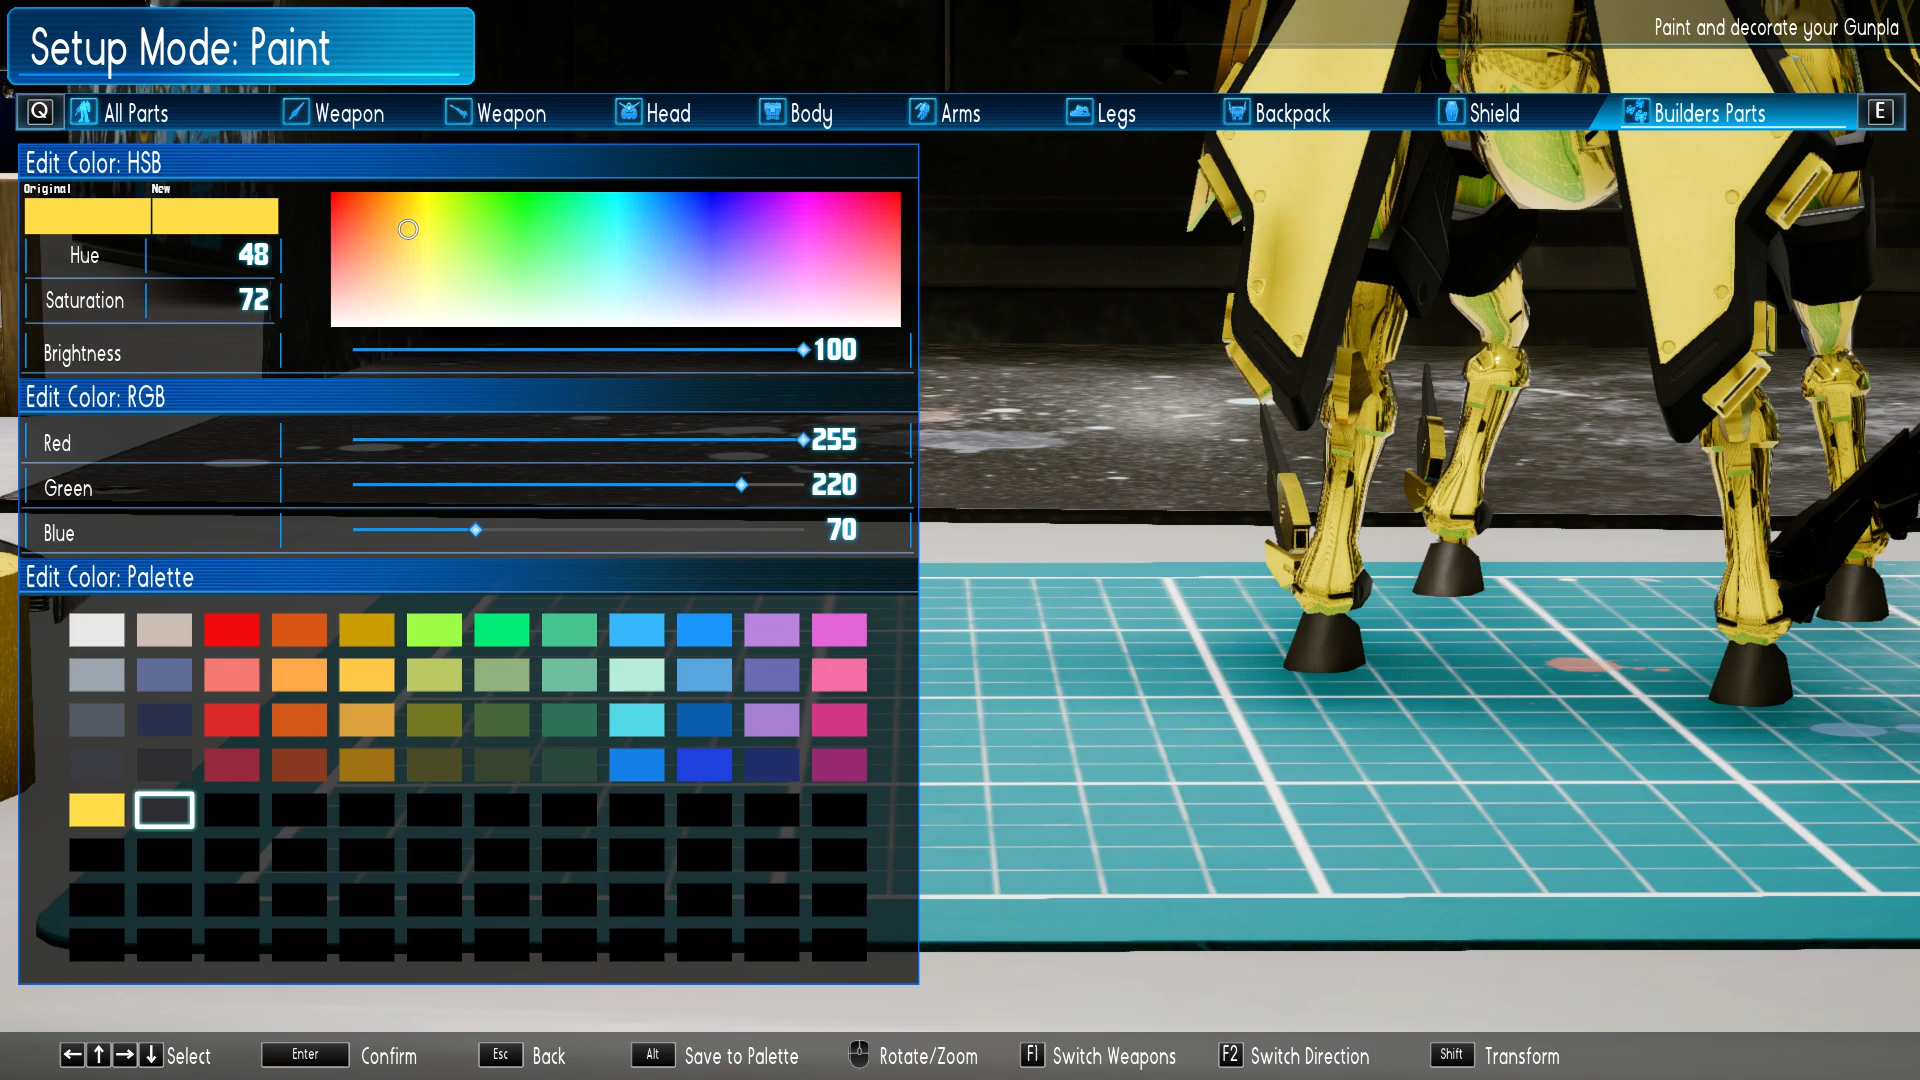 Setup Mode: Paint
Paint and decorate your Gunpla
Q All Parts Weapon Weapon Head Body Arms Legs Backpack Shield Builders Parts E
Edit Color: HSB
Original New
Hue 48
Saturation 72
Brightness 100
Edit Color: RGB
Red 255
Green 220
Blue 70
Edit Color: Palette
← ↑ → ↓ Select Enter Confirm Esc Back Alt Save to Palette Rotate/Zoom F1 Switch Weapons F2 Switch Direction Shift Transform